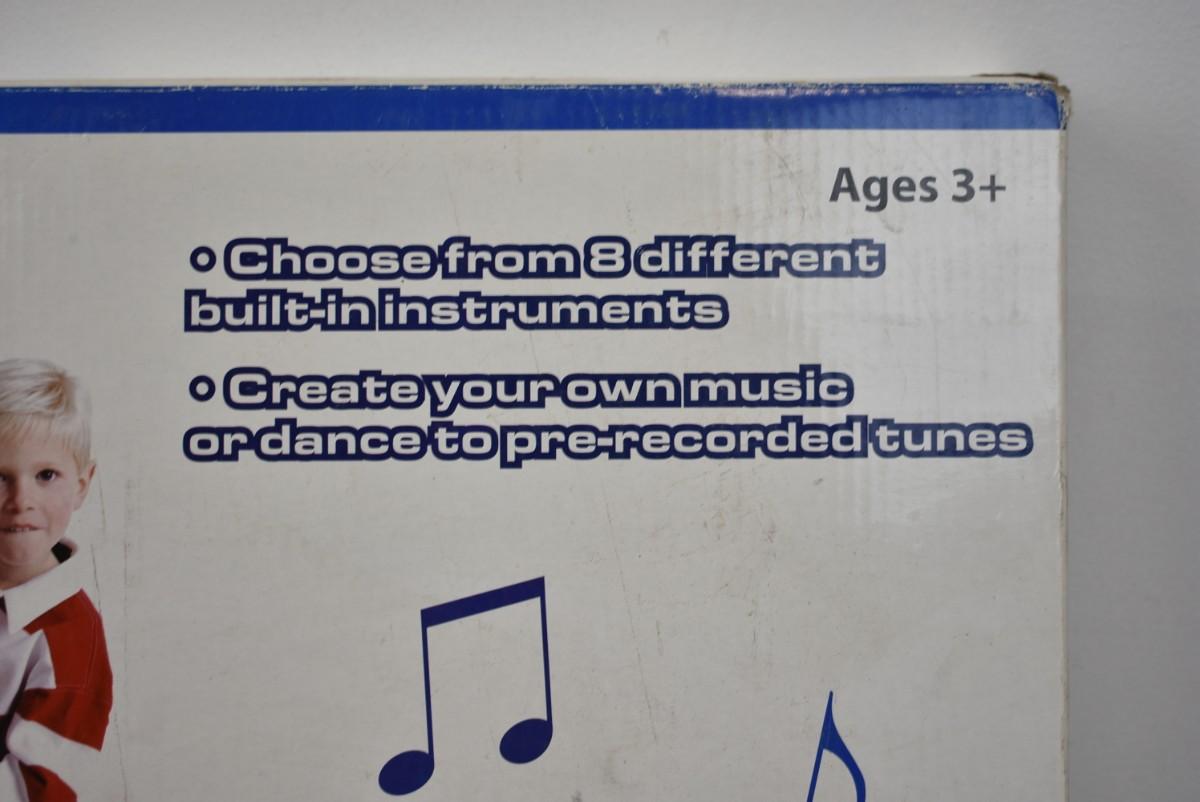 Ages 3+
• Choose from 8 different
built-in instruments
• Create your own music
or dance to pre-recorded tunes